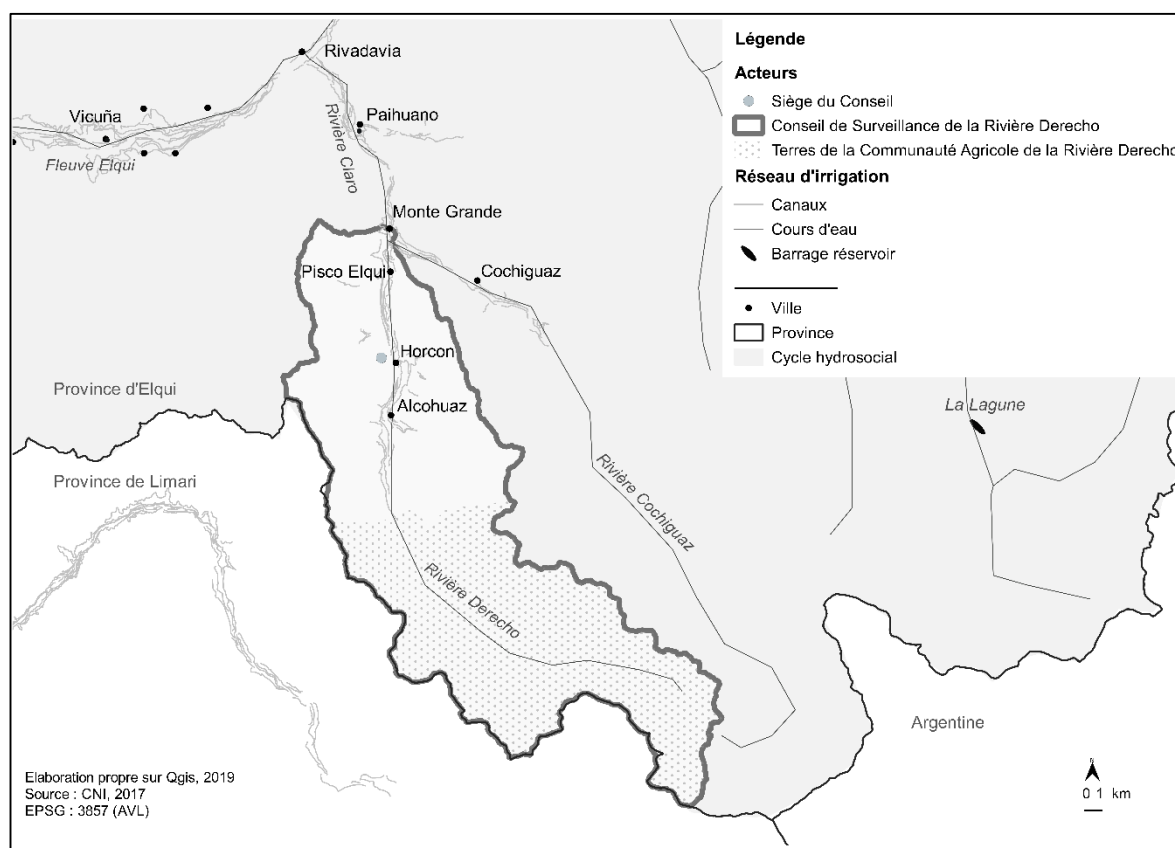 Rivadavia
Vicuña
Paihuano
Fleuve Elqui
Rivière Claro
Monte Grande
Pisco Elqui
Cochiguaz
Horcon
Alcohuaz
Province d'Elqui
Province de Limari
Rivière Cochiguaz
Rivière Derecho
La Lagune
Argentine
Légende
Acteurs
Siège du Conseil
Conseil de Surveillance de la Rivière Derecho
Terres de la Communauté Agricole de la Rivière Derecho
Réseau d'irrigation
Canaux
Cours d'eau
Barrage réservoir
Ville
Province
Cycle hydrosocial
Elaboration propre sur Qgis, 2019
Source : CNI, 2017
EPSG : 3857 (AVL)
0 1 km